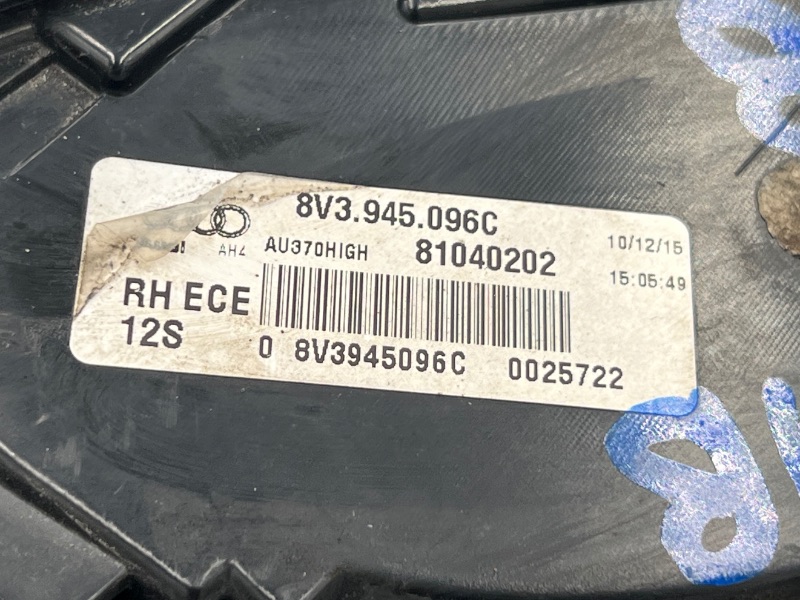 8V3.945.096C
AH4 AU370HIGH 81040202
10/12/15
15:05:49
RH ECE
12S
0 8V3945096C 0025722